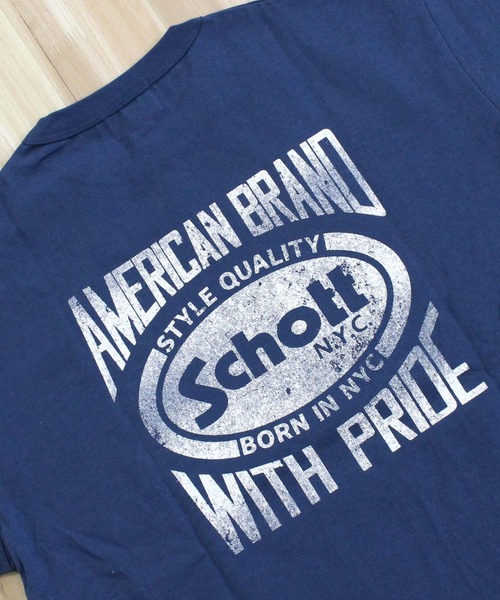 AMERICAN BRAND
STYLE QUALITY
Schott
N.Y.C.
BORN IN NYC
WITH PRIDE